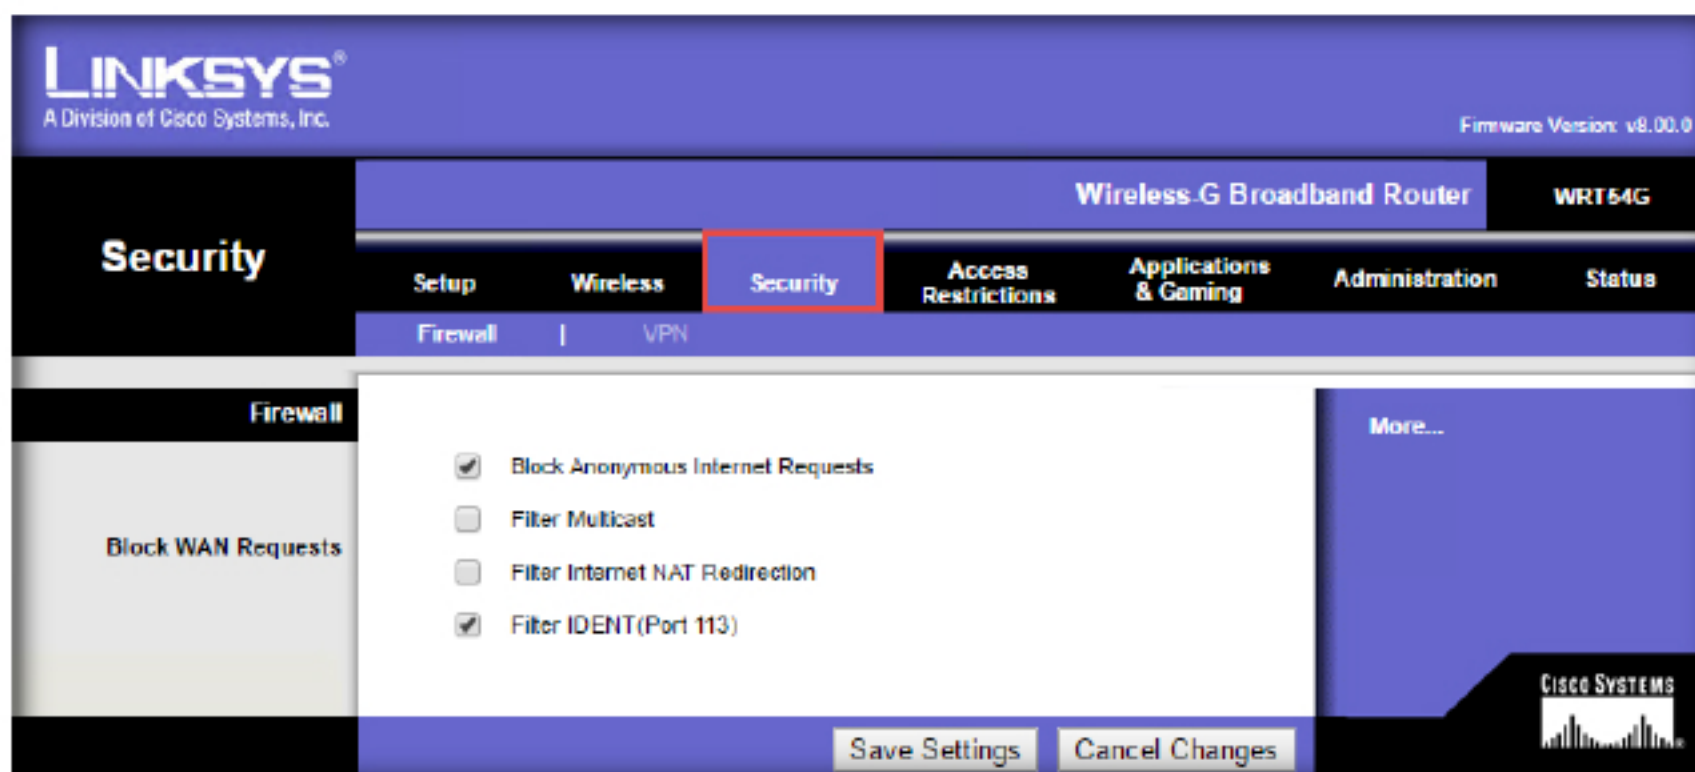 LINKSYS®
A Division of Cisco Systems, Inc.
Firmware Version: v8.00.0
Wireless-G Broadband Router
WRT54G
Security
Setup
Wireless
Security
Access
Restrictions
Applications
& Gaming
Administration
Status
Firewall | VPN
Firewall
More...
Block WAN Requests
Block Anonymous Internet Requests
Filter Multicast
Filter Internet NAT Redirection
Filter IDENT(Port 113)
CISCO SYSTEMS
Save Settings
Cancel Changes